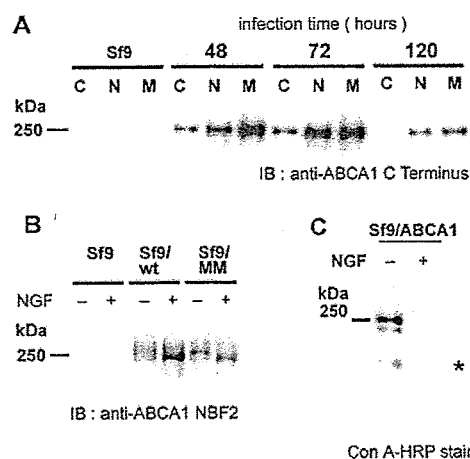 A
infection time ( hours )
Sf9 48 72 120
C N M C N M C N M C N M
kDa
250
IB : anti-ABCA1 C Terminus
B
Sf9 Sf9/wt Sf9/MM
NGF − + − + − +
kDa
250
IB : anti-ABCA1 NBF2
C
Sf9/ABCA1
NGF − +
kDa
250
*
Con A-HRP stain